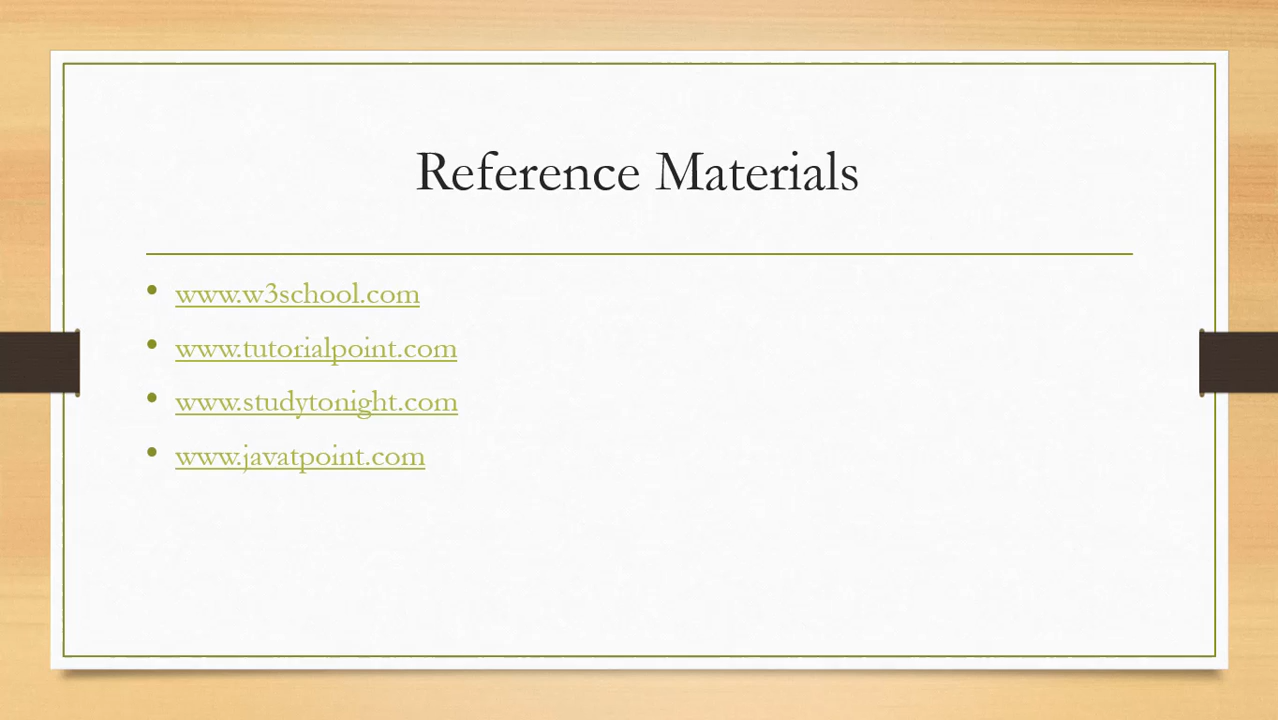 Reference Materials
• www.w3school.com
• www.tutorialpoint.com
• www.studytonight.com
• www.javatpoint.com